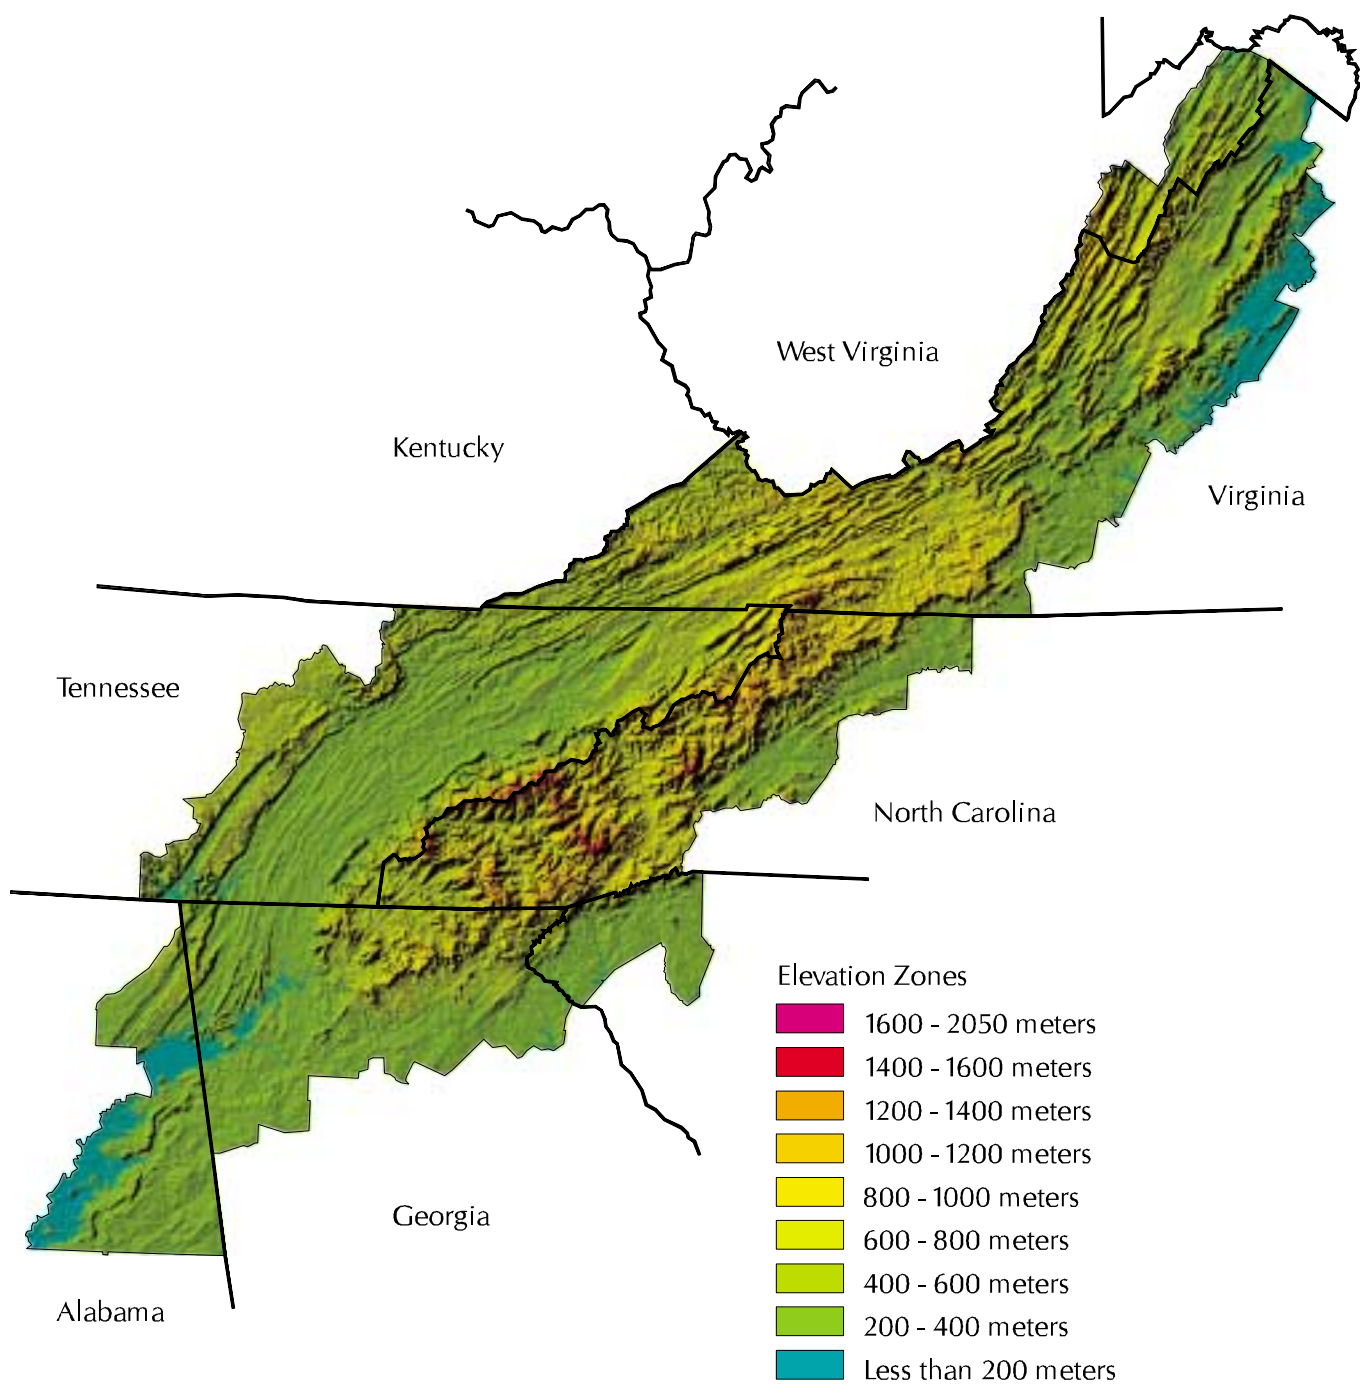 West Virginia
Kentucky
Virginia
Tennessee
North Carolina
Elevation Zones
1600 - 2050 meters
1400 - 1600 meters
1200 - 1400 meters
1000 - 1200 meters
800 - 1000 meters
600 - 800 meters
400 - 600 meters
200 - 400 meters
Less than 200 meters
Georgia
Alabama